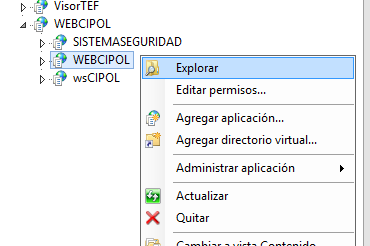 VisorTEF
WEBCIPOL
SISTEMASEGURIDAD
WEBCIPOL
wsCIPOL
Explorar
Editar permisos...
Agregar aplicación...
Agregar directorio virtual...
Administrar aplicación
Actualizar
Quitar
Cambiar a vista Contenido